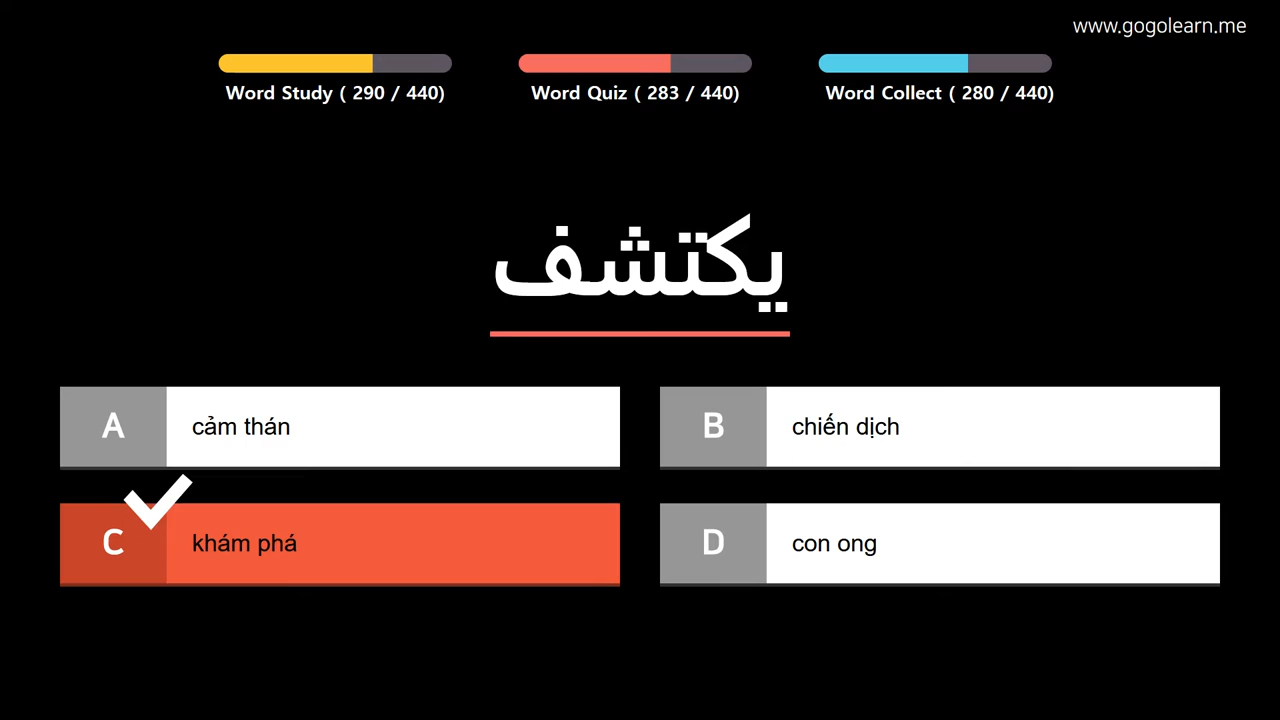 www.gogolearn.me
Word Study ( 290 / 440)
Word Quiz ( 283 / 440)
Word Collect ( 280 / 440)
يكتشف
A
cảm thán
B
chiến dịch
C
khám phá
D
con ong